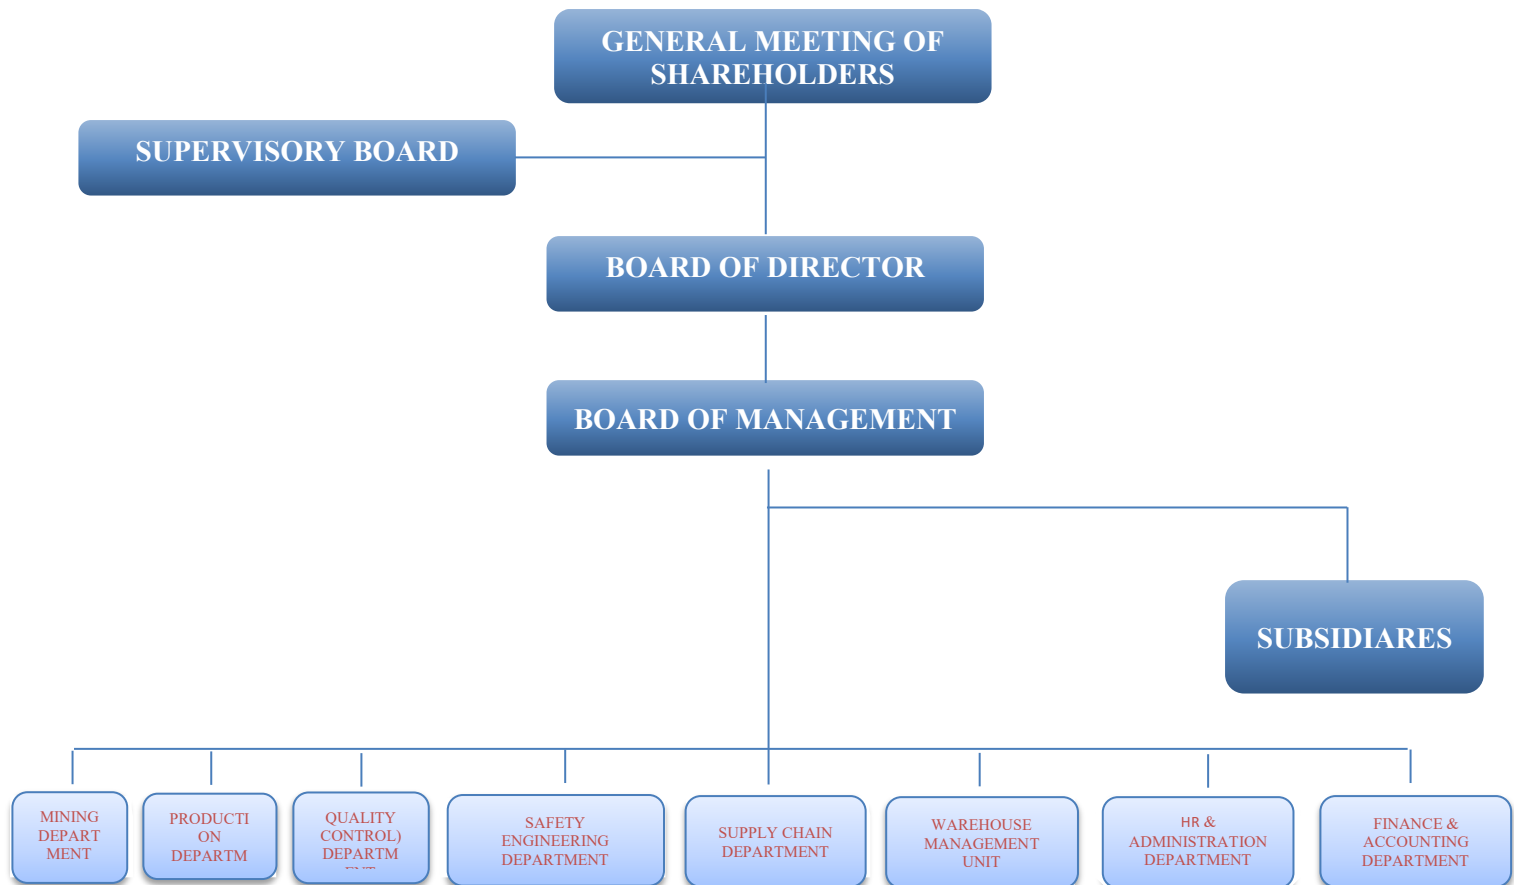 GENERAL MEETING OF
SHAREHOLDERS
SUPERVISORY BOARD
BOARD OF DIRECTOR
BOARD OF MANAGEMENT
SUBSIDIARES
MINING
DEPART
MENT
PRODUCTI
ON
DEPARTM
QUALITY
CONTROL)
DEPARTM
SAFETY
ENGINEERING
DEPARTMENT
SUPPLY CHAIN
DEPARTMENT
WAREHOUSE
MANAGEMENT
UNIT
HR &
ADMINISTRATION
DEPARTMENT
FINANCE &
ACCOUNTING
DEPARTMENT